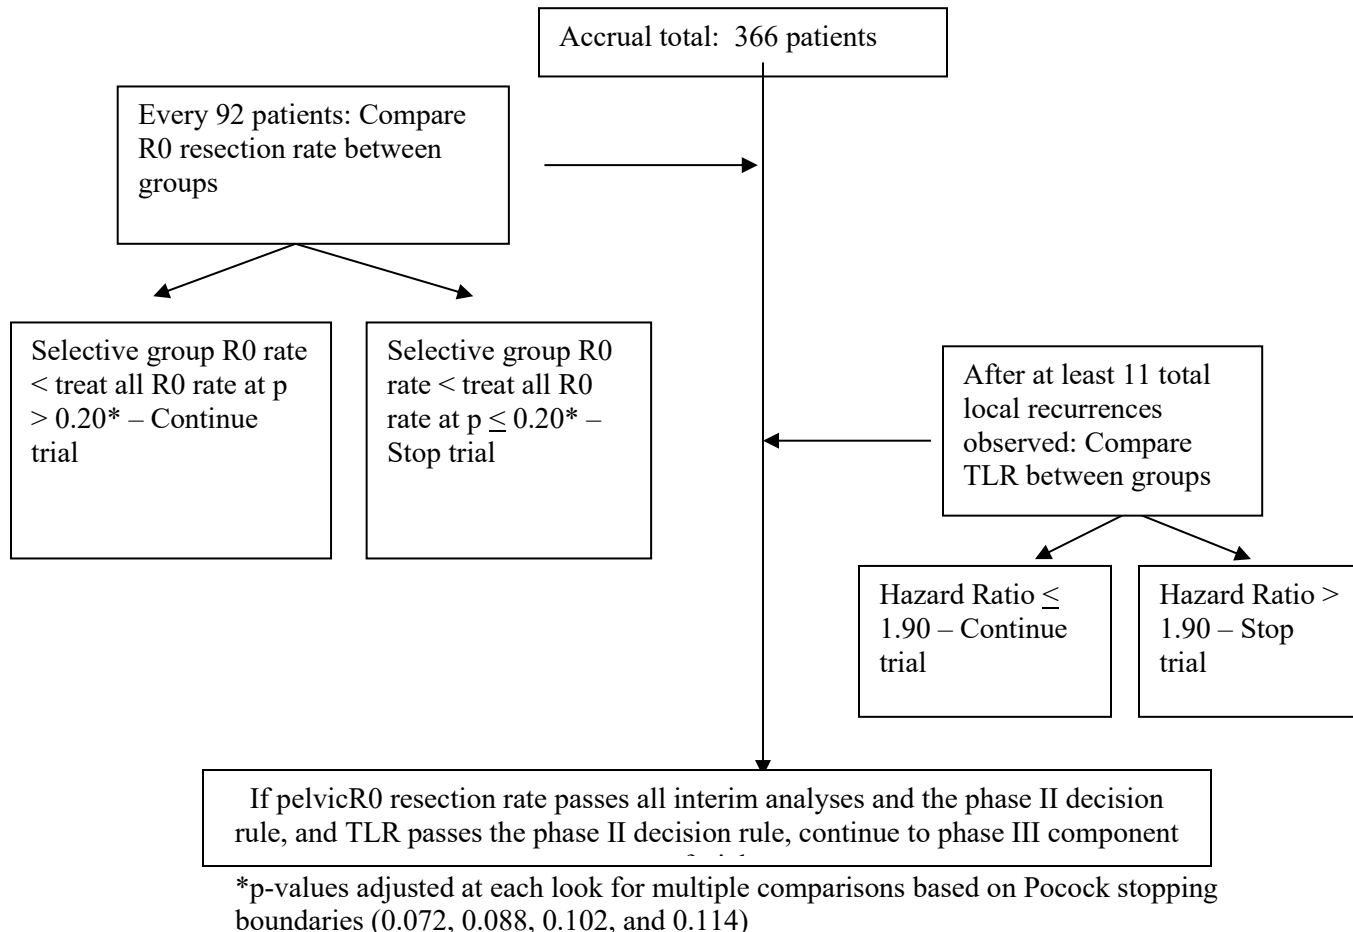 Accrual total:  366 patients
Every 92 patients: Compare
R0 resection rate between
groups
Selective group R0 rate
< treat all R0 rate at p
> 0.20* – Continue
trial
Selective group R0
rate < treat all R0
rate at p ≤ 0.20* –
Stop trial
After at least 11 total
local recurrences
observed: Compare
TLR between groups
Hazard Ratio ≤
1.90 – Continue
trial
Hazard Ratio >
1.90 – Stop
trial
If pelvicR0 resection rate passes all interim analyses and the phase II decision
rule, and TLR passes the phase II decision rule, continue to phase III component
*p-values adjusted at each look for multiple comparisons based on Pocock stopping
boundaries (0.072, 0.088, 0.102, and 0.114)